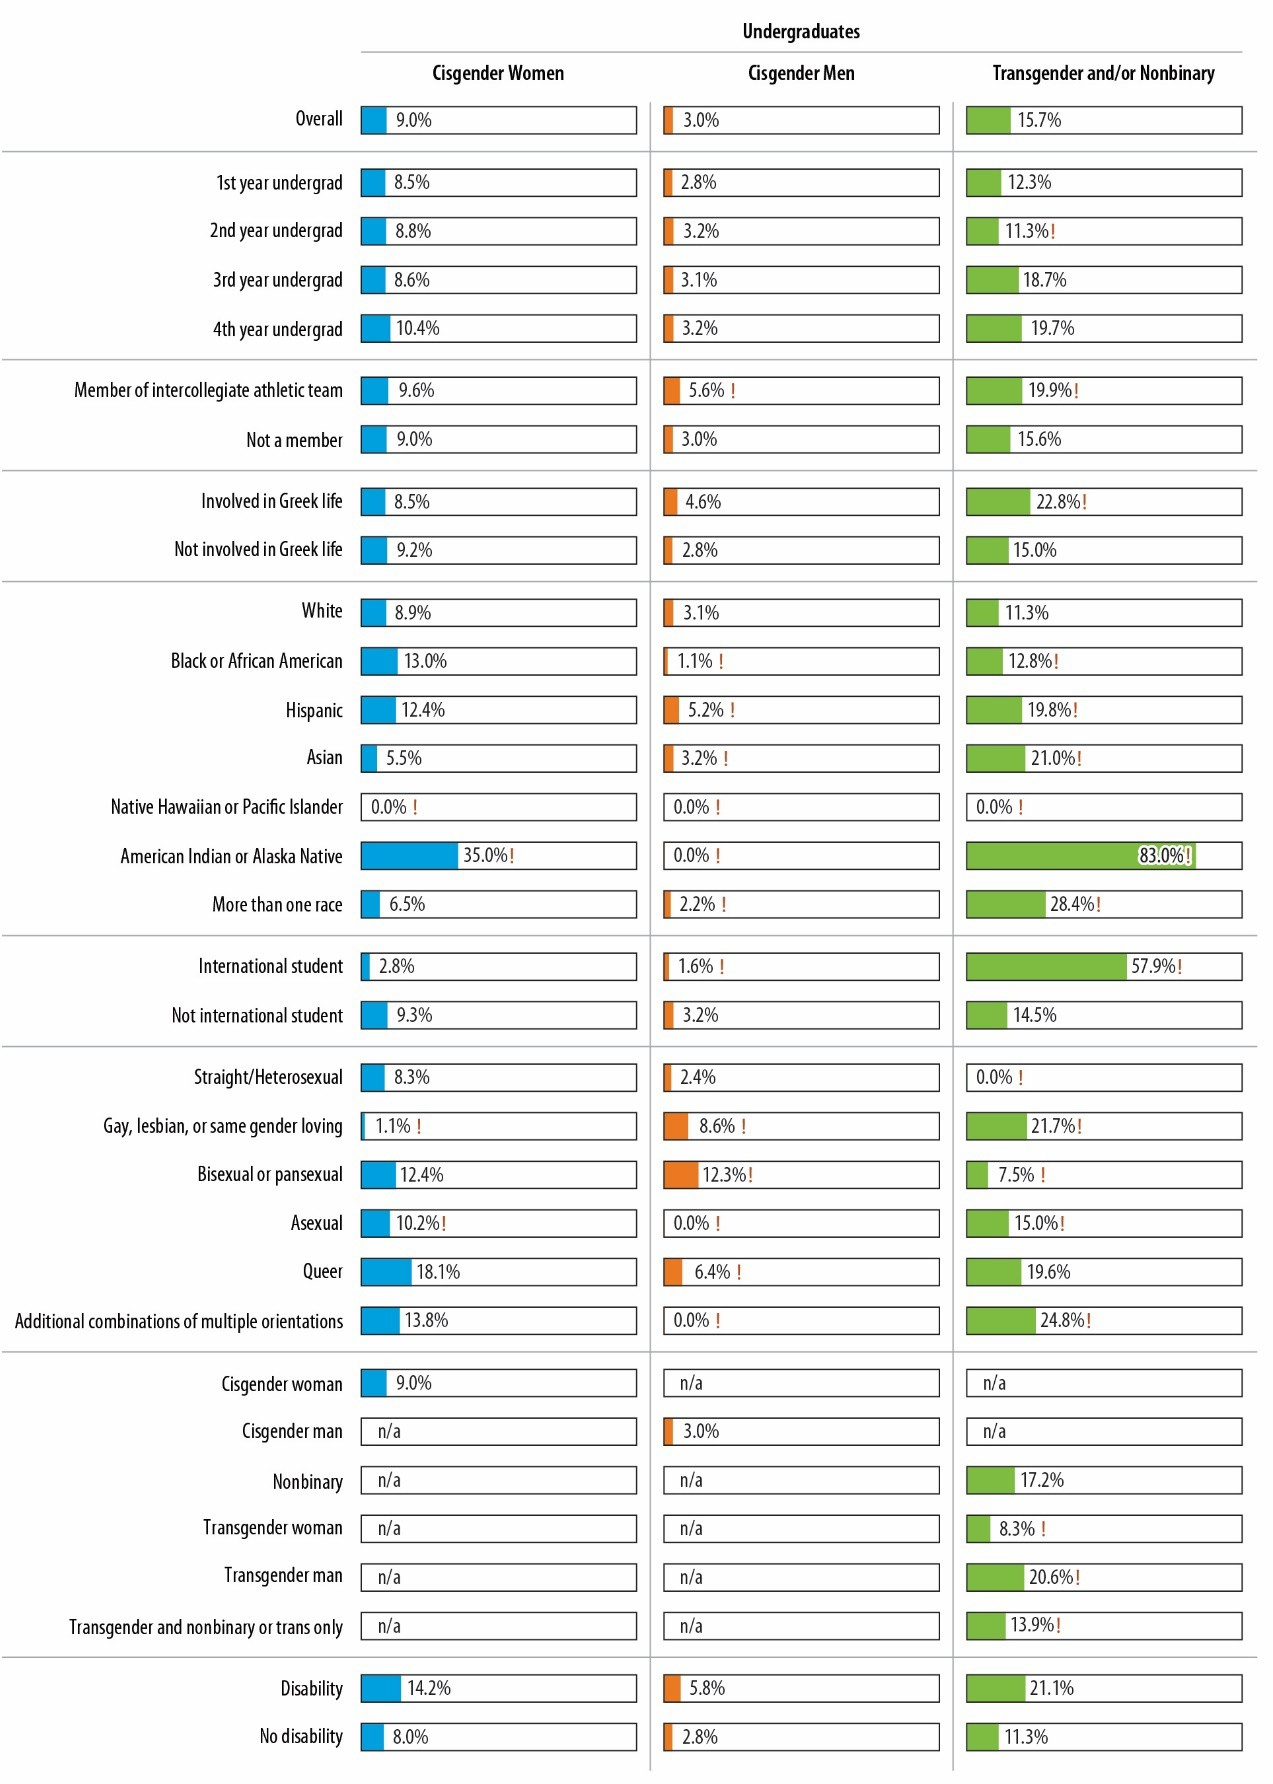 Undergraduates
Cisgender Women Cisgender Men Transgender and/or Nonbinary
Overall 9.0% 3.0% 15.7%
1st year undergrad 8.5% 2.8% 12.3%
2nd year undergrad 8.8% 3.2% 11.3%!
3rd year undergrad 8.6% 3.1% 18.7%
4th year undergrad 10.4% 3.2% 19.7%
Member of intercollegiate athletic team 9.6% 5.6% ! 19.9%!
Not a member 9.0% 3.0% 15.6%
Involved in Greek life 8.5% 4.6% 22.8%!
Not involved in Greek life 9.2% 2.8% 15.0%
White 8.9% 3.1% 11.3%
Black or African American 13.0% 1.1% ! 12.8%!
Hispanic 12.4% 5.2% ! 19.8%!
Asian 5.5% 3.2% ! 21.0%!
Native Hawaiian or Pacific Islander 0.0% ! 0.0% ! 0.0% !
American Indian or Alaska Native 35.0%! 0.0% ! 83.0%!
More than one race 6.5% 2.2% ! 28.4%!
International student 2.8% 1.6% ! 57.9%!
Not international student 9.3% 3.2% 14.5%
Straight/Heterosexual 8.3% 2.4% 0.0% !
Gay, lesbian, or same gender loving 1.1% ! 8.6% ! 21.7%!
Bisexual or pansexual 12.4% 12.3%! 7.5% !
Asexual 10.2%! 0.0% ! 15.0%!
Queer 18.1% 6.4% ! 19.6%
Additional combinations of multiple orientations 13.8% 0.0% ! 24.8%!
Cisgender woman 9.0% n/a n/a
Cisgender man n/a 3.0% n/a
Nonbinary n/a n/a 17.2%
Transgender woman n/a n/a 8.3% !
Transgender man n/a n/a 20.6%!
Transgender and nonbinary or trans only n/a n/a 13.9%!
Disability 14.2% 5.8% 21.1%
No disability 8.0% 2.8% 11.3%